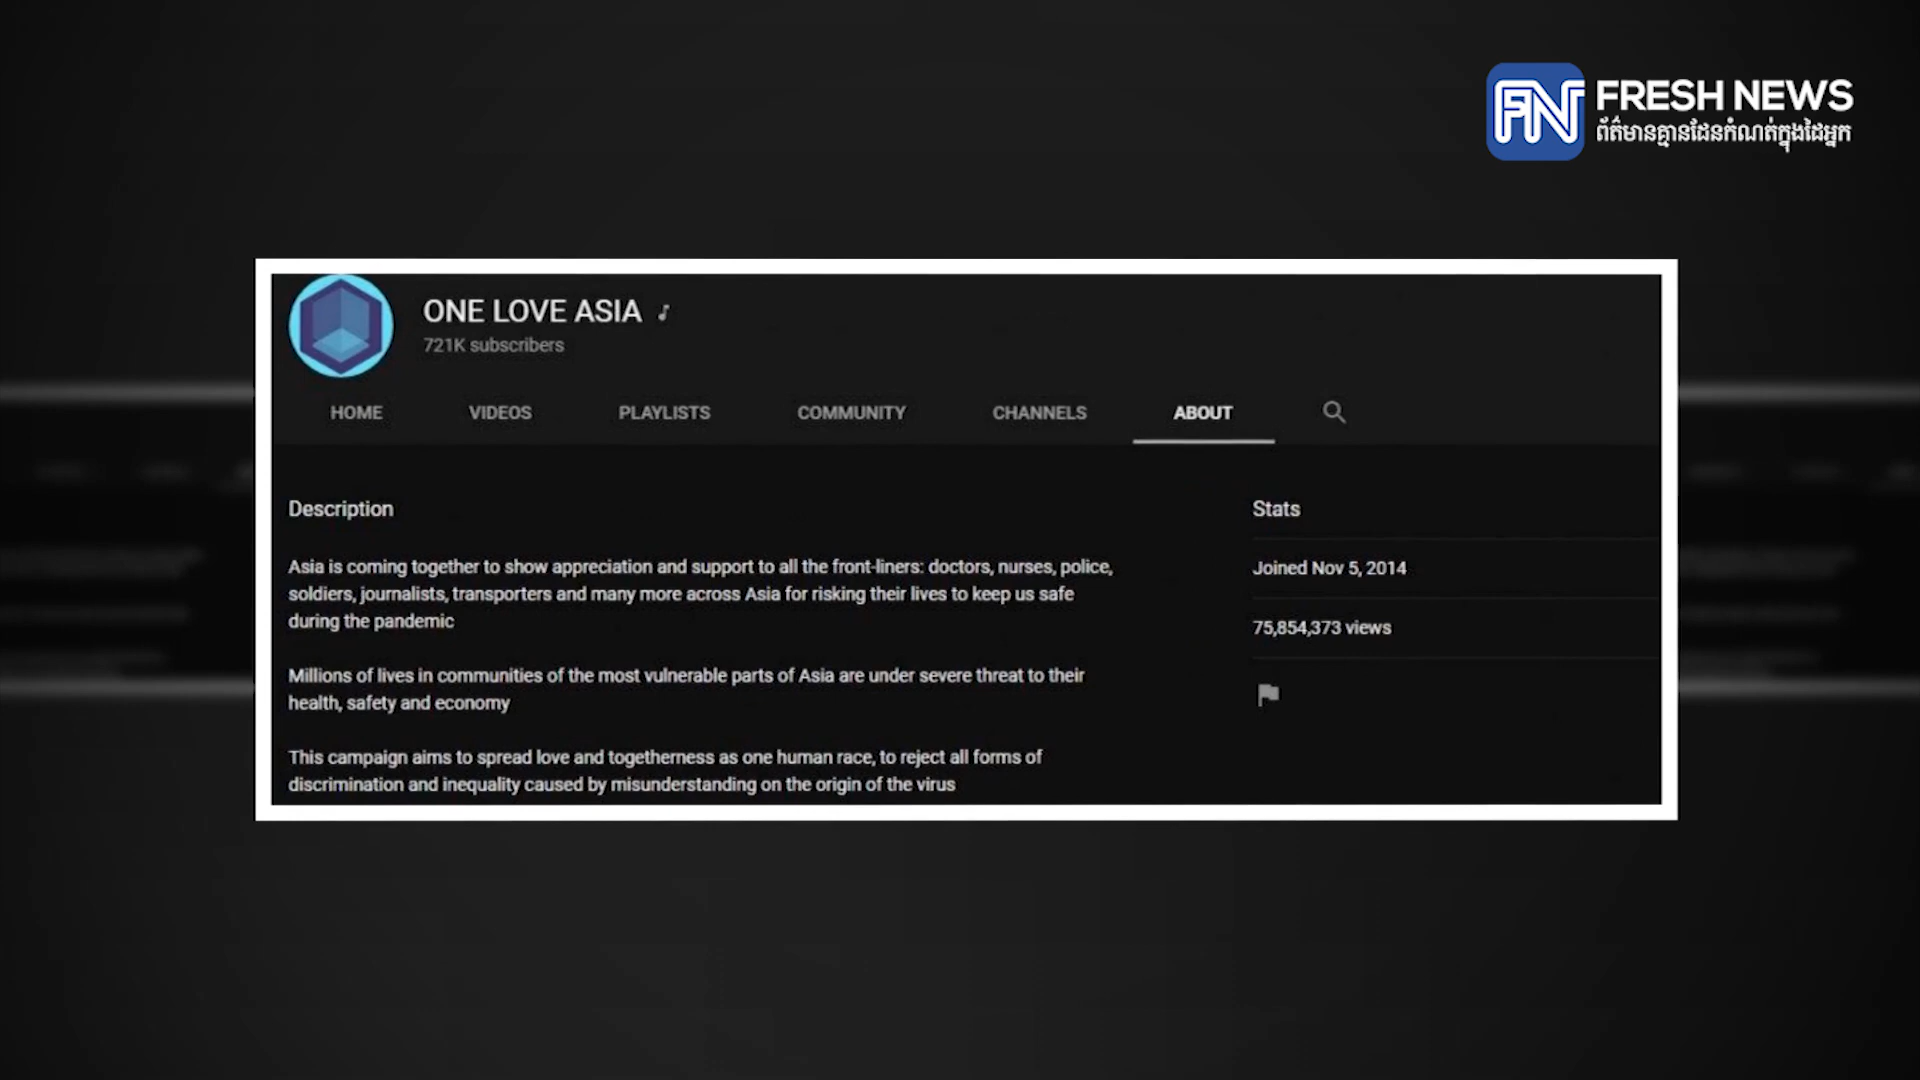 FN FRESH NEWS
ព័ត៌មានគ្មានដែនកំណត់ក្នុងដៃអ្នក
ONE LOVE ASIA
721K subscribers
HOME VIDEOS PLAYLISTS COMMUNITY CHANNELS ABOUT
Description
Asia is coming together to show appreciation and support to all the front-liners: doctors, nurses, police,
soldiers, journalists, transporters and many more across Asia for risking their lives to keep us safe
during the pandemic
Millions of lives in communities of the most vulnerable parts of Asia are under severe threat to their
health, safety and economy
This campaign aims to spread love and togetherness as one human race, to reject all forms of
discrimination and inequality caused by misunderstanding on the origin of the virus
Stats
Joined Nov 5, 2014
75,854,373 views